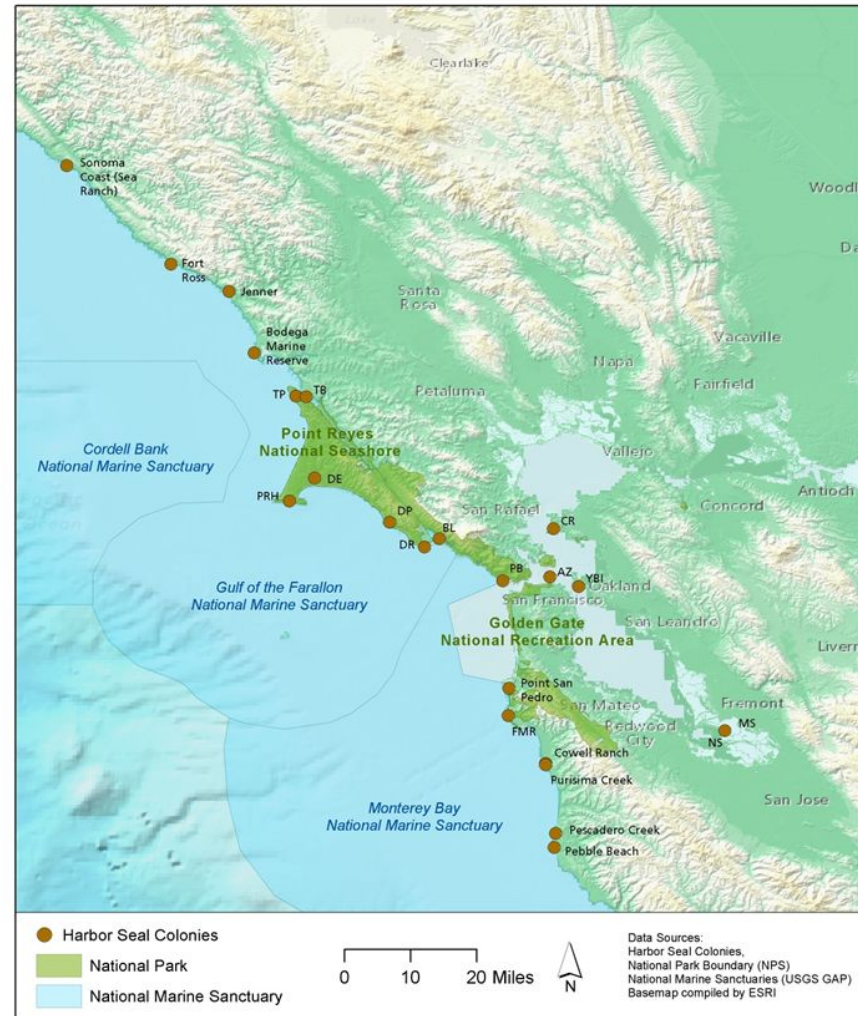 Clearlake
Sonoma
Coast (Sea
Ranch)
Fort
Ross
Jenner
Santa
Rosa
Bodega
Marine
Reserve
Vacaville
Napa
Fairfield
TP
TB
Petaluma
Point Reyes
National Seashore
Cordell Bank
National Marine Sanctuary
Vallejo
DE
Antioch
PRH
Concord
San Rafael
CR
DP
DR
BL
PB
AZ
YBI
Oakland
San Francisco
Gulf of the Farallon
National Marine Sanctuary
Golden Gate
National Recreation Area
San Leandro
Point San
Pedro
San Mateo
Fremont
MS
NS
FMR
Redwood
City
Cowell Ranch
Purisima Creek
San Jose
Monterey Bay
National Marine Sanctuary
Pescadero Creek
Pebble Beach
Harbor Seal Colonies
National Park
National Marine Sanctuary
0 10 20 Miles
N
Data Sources:
Harbor Seal Colonies,
National Park Boundary (NPS)
National Marine Sanctuaries (USGS GAP)
Basemap compiled by ESRI